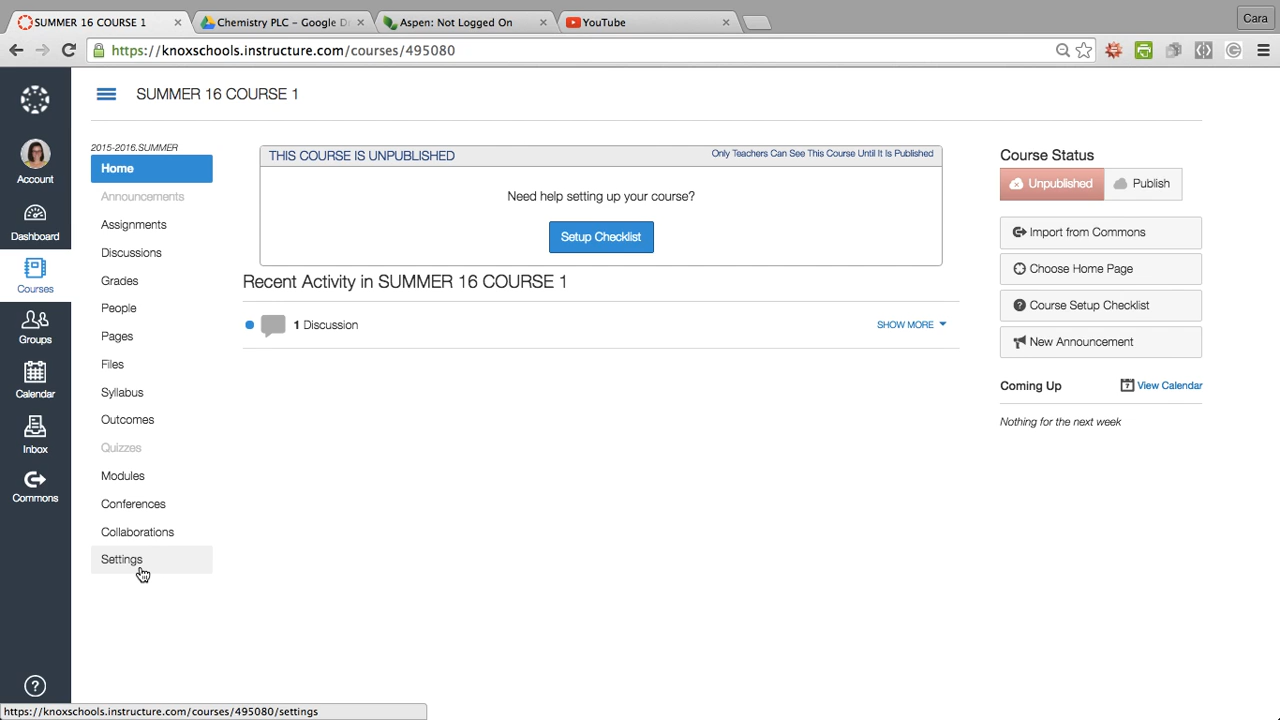 SUMMER 16 COURSE 1
Chemistry PLC – Google D
Aspen: Not Logged On
YouTube
Cara
https://knoxschools.instructure.com/courses/495080
SUMMER 16 COURSE 1
Account
Dashboard
Courses
Groups
Calendar
Inbox
Commons
2015-2016.SUMMER
Home
Announcements
Assignments
Discussions
Grades
People
Pages
Files
Syllabus
Outcomes
Quizzes
Modules
Conferences
Collaborations
Settings
THIS COURSE IS UNPUBLISHED
Only Teachers Can See This Course Until It Is Published
Need help setting up your course?
Setup Checklist
Recent Activity in SUMMER 16 COURSE 1
1 Discussion
SHOW MORE
Course Status
Unpublished
Publish
Import from Commons
Choose Home Page
Course Setup Checklist
New Announcement
Coming Up
7
View Calendar
Nothing for the next week
https://knoxschools.instructure.com/courses/495080/settings